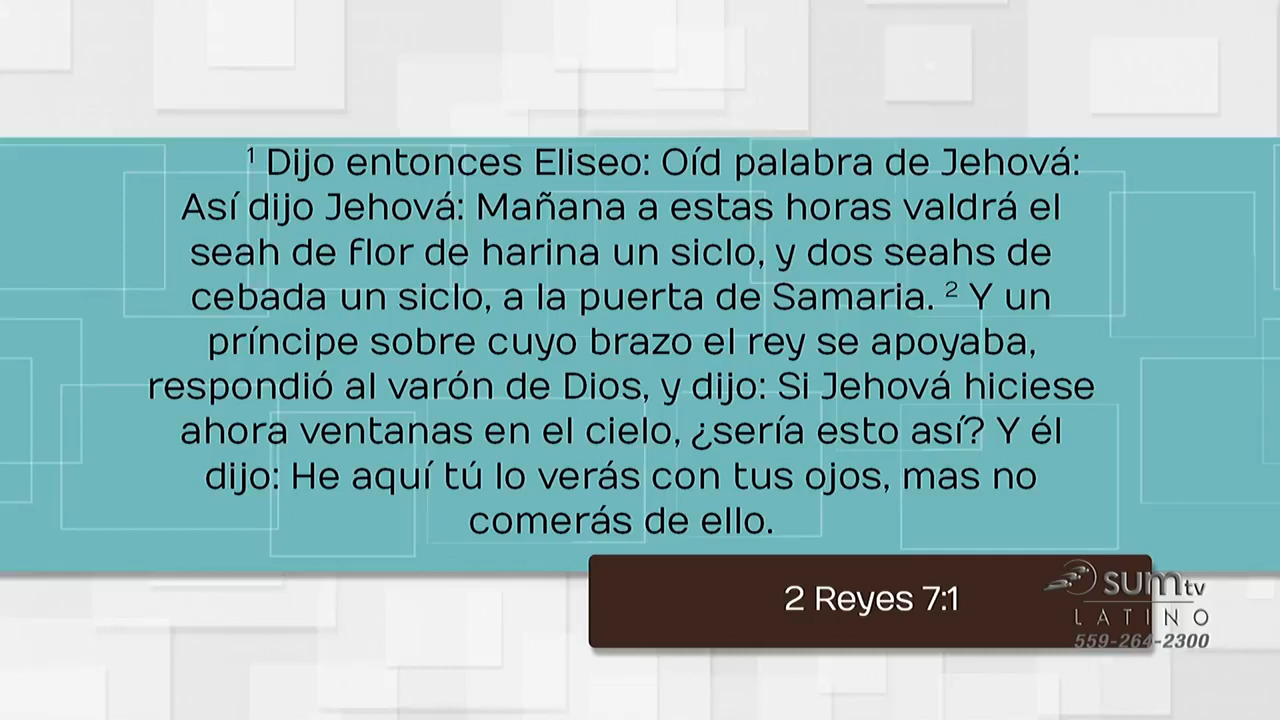 ¹ Dijo entonces Eliseo: Oíd palabra de Jehová:
Así dijo Jehová: Mañana a estas horas valdrá el
seah de flor de harina un siclo, y dos seahs de
cebada un siclo, a la puerta de Samaria. ² Y un
príncipe sobre cuyo brazo el rey se apoyaba,
respondió al varón de Dios, y dijo: Si Jehová hiciese
ahora ventanas en el cielo, ¿sería esto así? Y él
dijo: He aquí tú lo verás con tus ojos, mas no
comerás de ello.
2 Reyes 7:1
sumtv
LATINO
559-264-2300